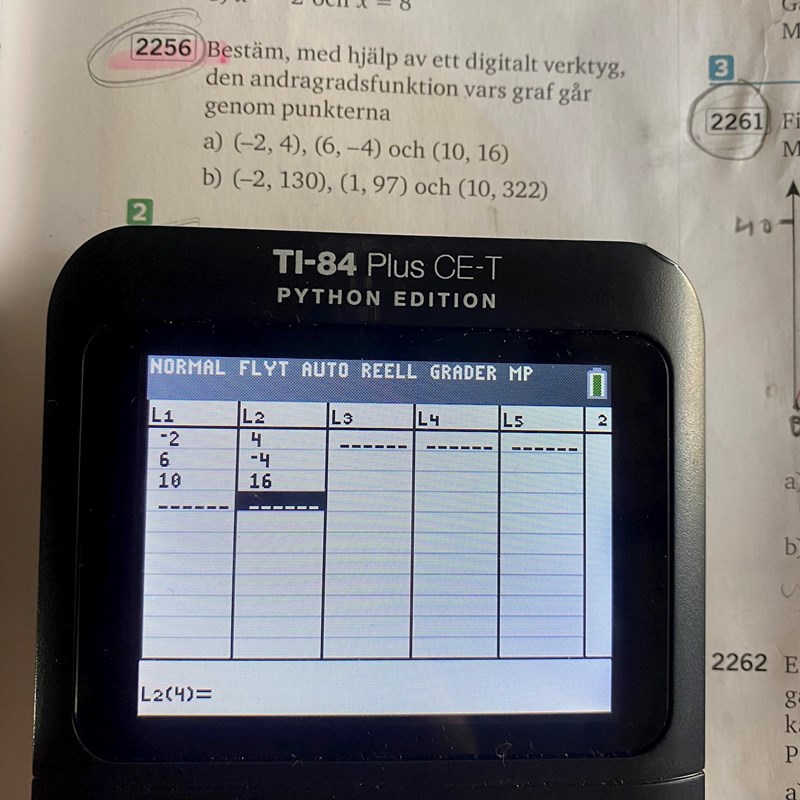 x = 8
2256 Bestäm, med hjälp av ett digitalt verktyg,
den andragradsfunktion vars graf går
genom punkterna
a) (–2, 4), (6, –4) och (10, 16)
b) (–2, 130), (1, 97) och (10, 322)
2
3
2261 Fi
M
40
a)
b)
2262 E
TI-84 Plus CE-T
PYTHON EDITION
NORMAL FLYT AUTO REELL GRADER MP
L1 L2 L3 L4 L5 2
-2 4 ------ ------ ------
6 -4
10 16
------ ------
L2(4)=